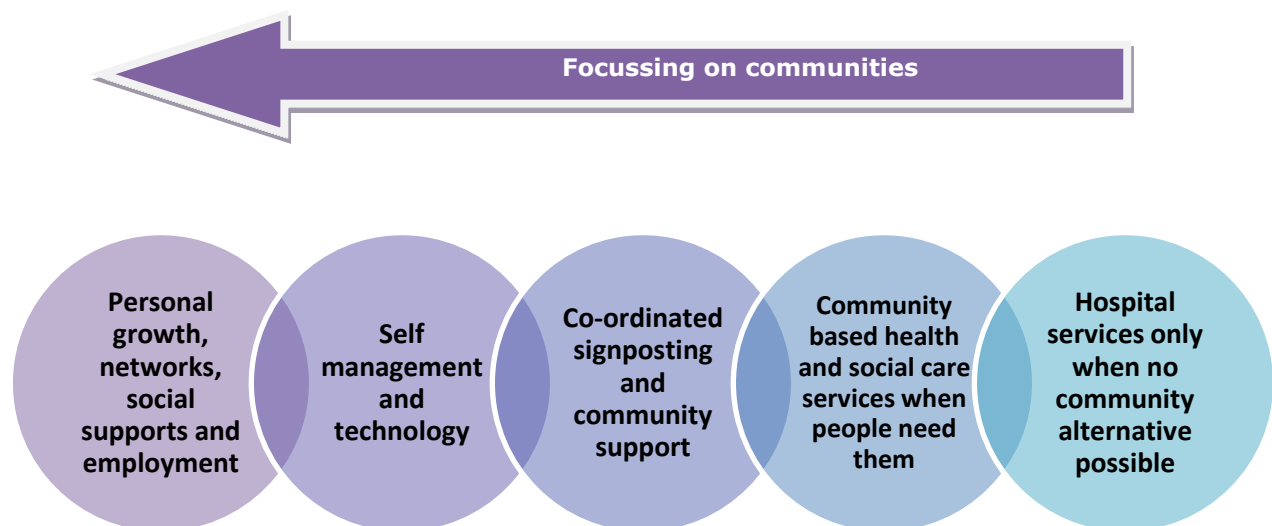 Focussing on communities
Personal
growth,
networks,
social
supports and
employment
Self
management
and
technology
Co-ordinated
signposting
and
community
support
Community
based health
and social care
services when
people need
them
Hospital
services only
when no
community
alternative
possible